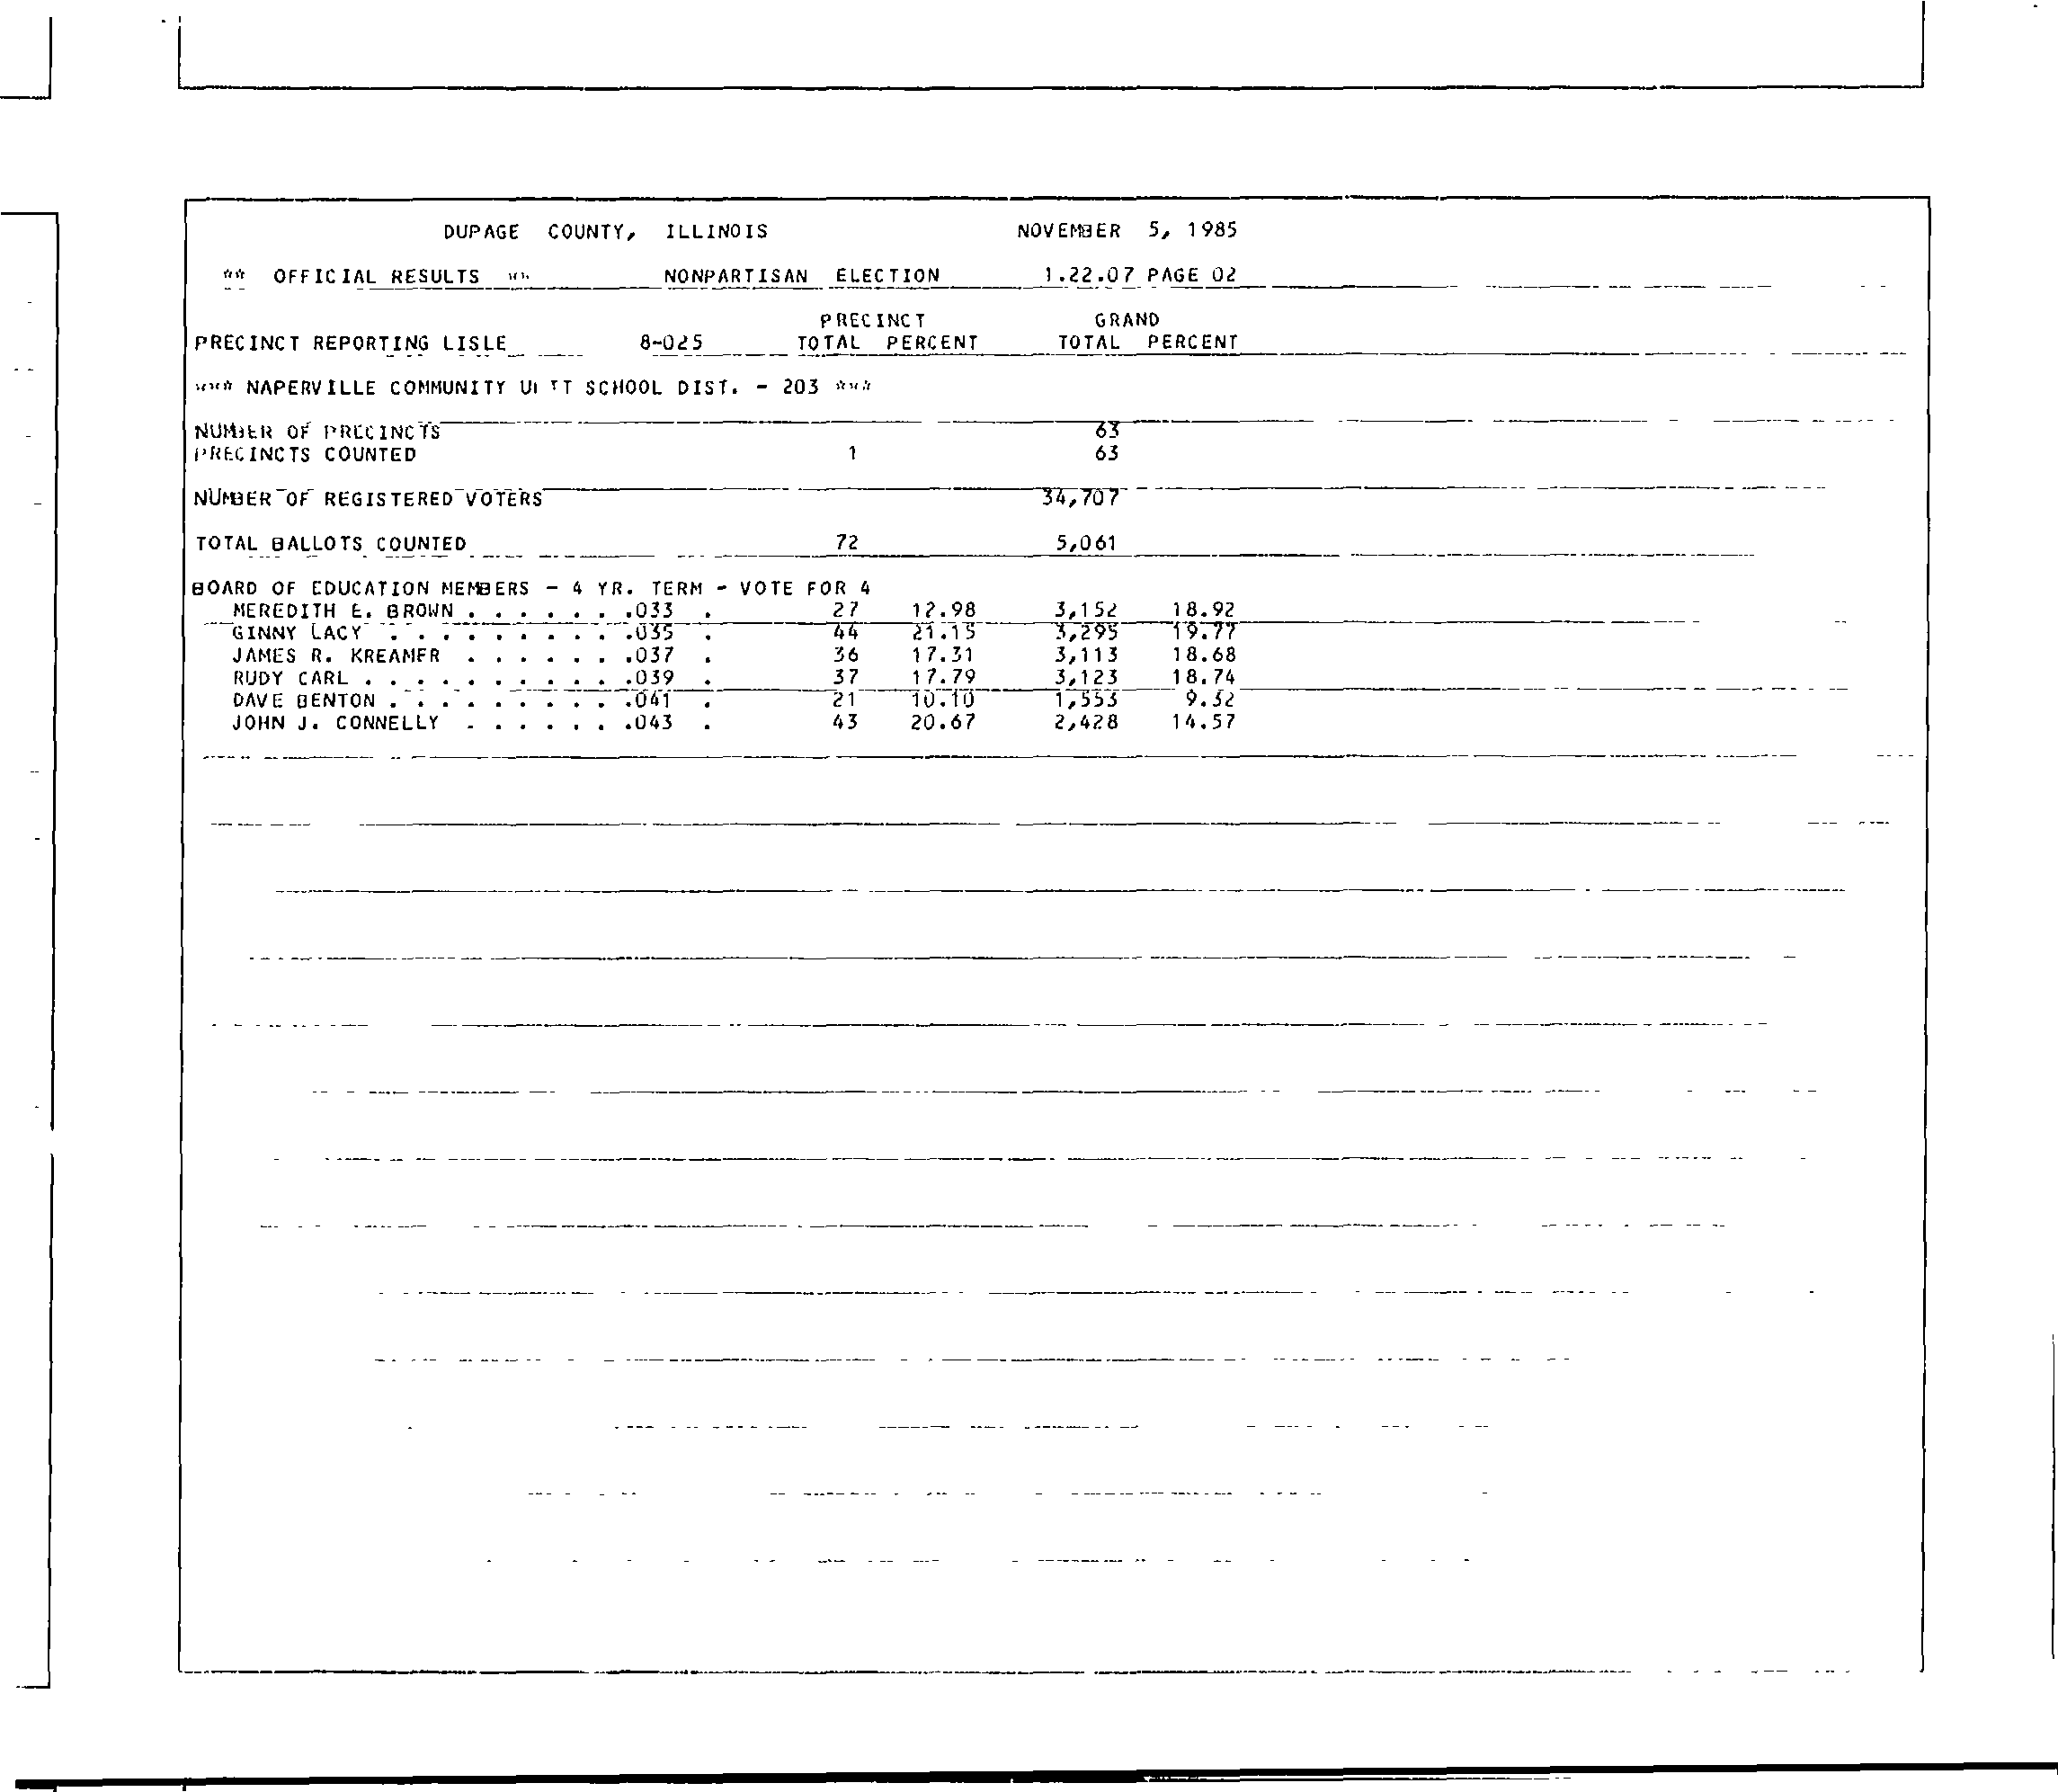 DUPAGE COUNTY, ILLINOIS NOVEMBER 5, 1985
** OFFICIAL RESULTS ** NONPARTISAN ELECTION 1.22.07 PAGE 02
PRECINCT GRAND
PRECINCT REPORTING LISLE 8-025 TOTAL PERCENT TOTAL PERCENT
*** NAPERVILLE COMMUNITY UNIT SCHOOL DIST. - 203 ***
NUMBER OF PRECINCTS 63
PRECINCTS COUNTED 1 63
NUMBER OF REGISTERED VOTERS 34,707
TOTAL BALLOTS COUNTED 72 5,061
BOARD OF EDUCATION MEMBERS - 4 YR. TERM - VOTE FOR 4
MEREDITH E. BROWN . . . . . . .033 . 27 12.98 3,152 18.92
GINNY LACY . . . . . . . . . .035 . 44 21.15 3,295 19.77
JAMES R. KREAMER . . . . . . .037 . 36 17.31 3,113 18.68
RUDY CARL . . . . . . . . . . .039 . 37 17.79 3,123 18.74
DAVE BENTON . . . . . . . . . .041 . 21 10.10 1,553 9.32
JOHN J. CONNELLY . . . . . . .043 . 43 20.67 2,428 14.57